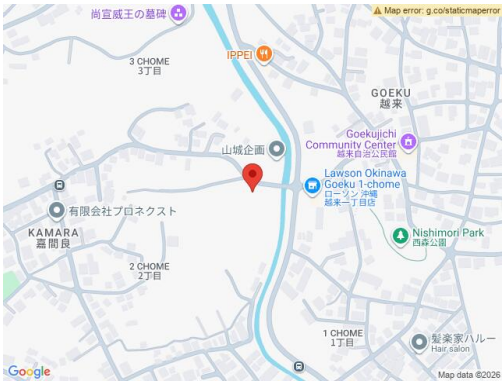 尚宣威王の墓碑
Map error: g.co/staticmaperror
3 CHOME
3丁目
IPPEI
GOEKU
越来
山城企画
Goekujichi
Community Center
越来自治公民館
Lawson Okinawa
Goeku 1-chome
ローソン 沖縄
越来一丁目店
有限会社プロネクスト
KAMARA
嘉間良
Nishimori Park
西森公園
2 CHOME
2丁目
1 CHOME
1丁目
髪楽家ハルー
Hair salon
Google
Map data ©2026